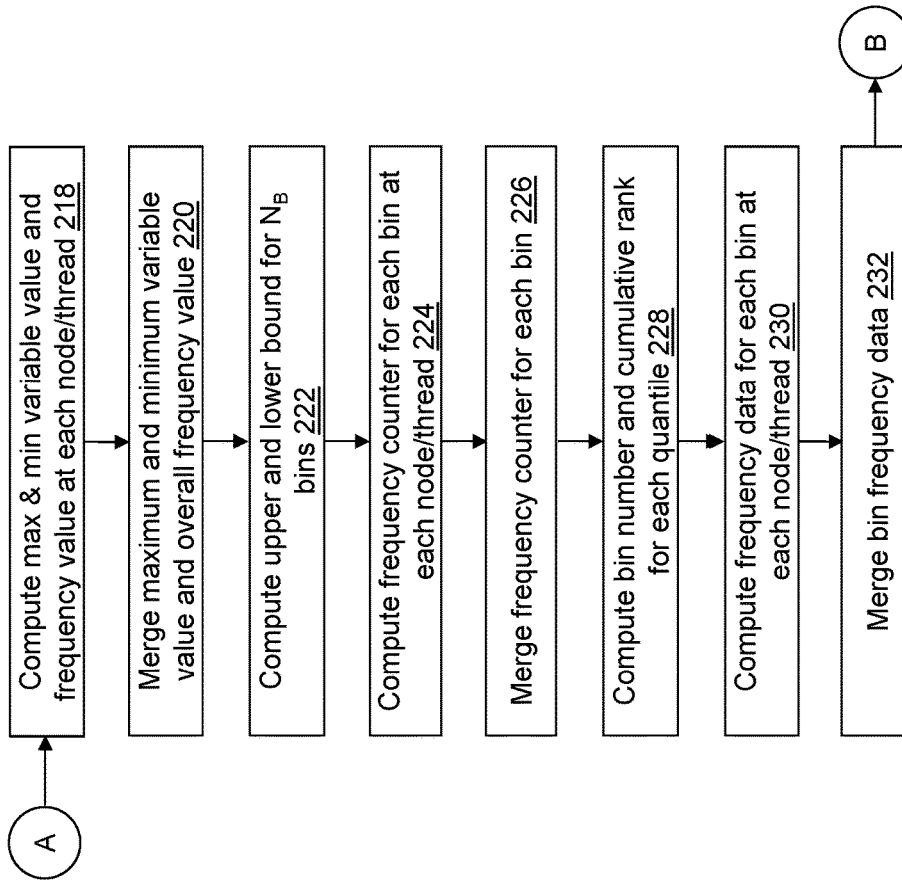 A
Compute max & min variable value and
frequency value at each node/thread 218
Merge maximum and minimum variable
value and overall frequency value 220
Compute upper and lower bound for NB
bins 222
Compute frequency counter for each bin at
each node/thread 224
Merge frequency counter for each bin 226
Compute bin number and cumulative rank
for each quantile 228
Compute frequency data for each bin at
each node/thread 230
Merge bin frequency data 232
B